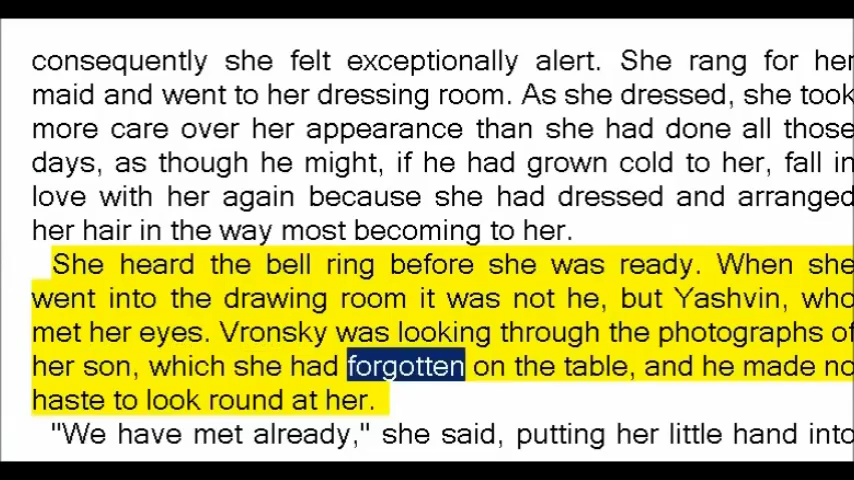 consequently she felt exceptionally alert. She rang for her
maid and went to her dressing room. As she dressed, she took
more care over her appearance than she had done all those
days, as though he might, if he had grown cold to her, fall in
love with her again because she had dressed and arranged
her hair in the way most becoming to her.
She heard the bell ring before she was ready. When she
went into the drawing room it was not he, but Yashvin, who
met her eyes. Vronsky was looking through the photographs of
her son, which she had forgotten on the table, and he made no
haste to look round at her.
"We have met already," she said, putting her little hand into